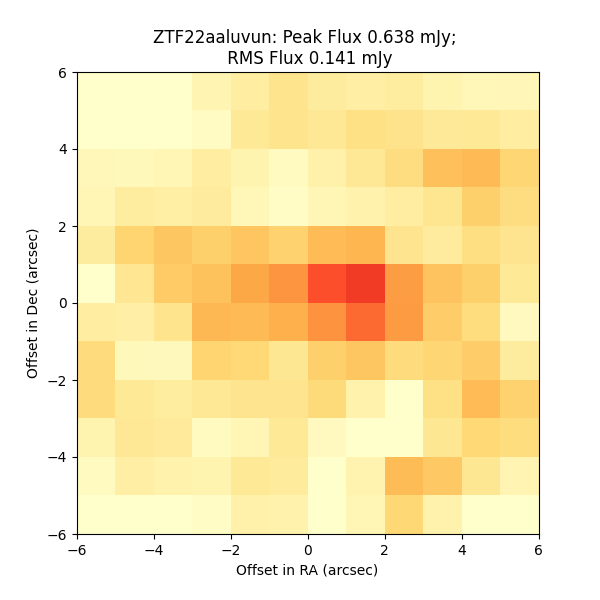 ZTF22aaluvun: Peak Flux 0.638 mJy;
RMS Flux 0.141 mJy
6
4
2
0
−2
−4
−6
Offset in Dec (arcsec)
−6 −4 −2 0 2 4 6
Offset in RA (arcsec)